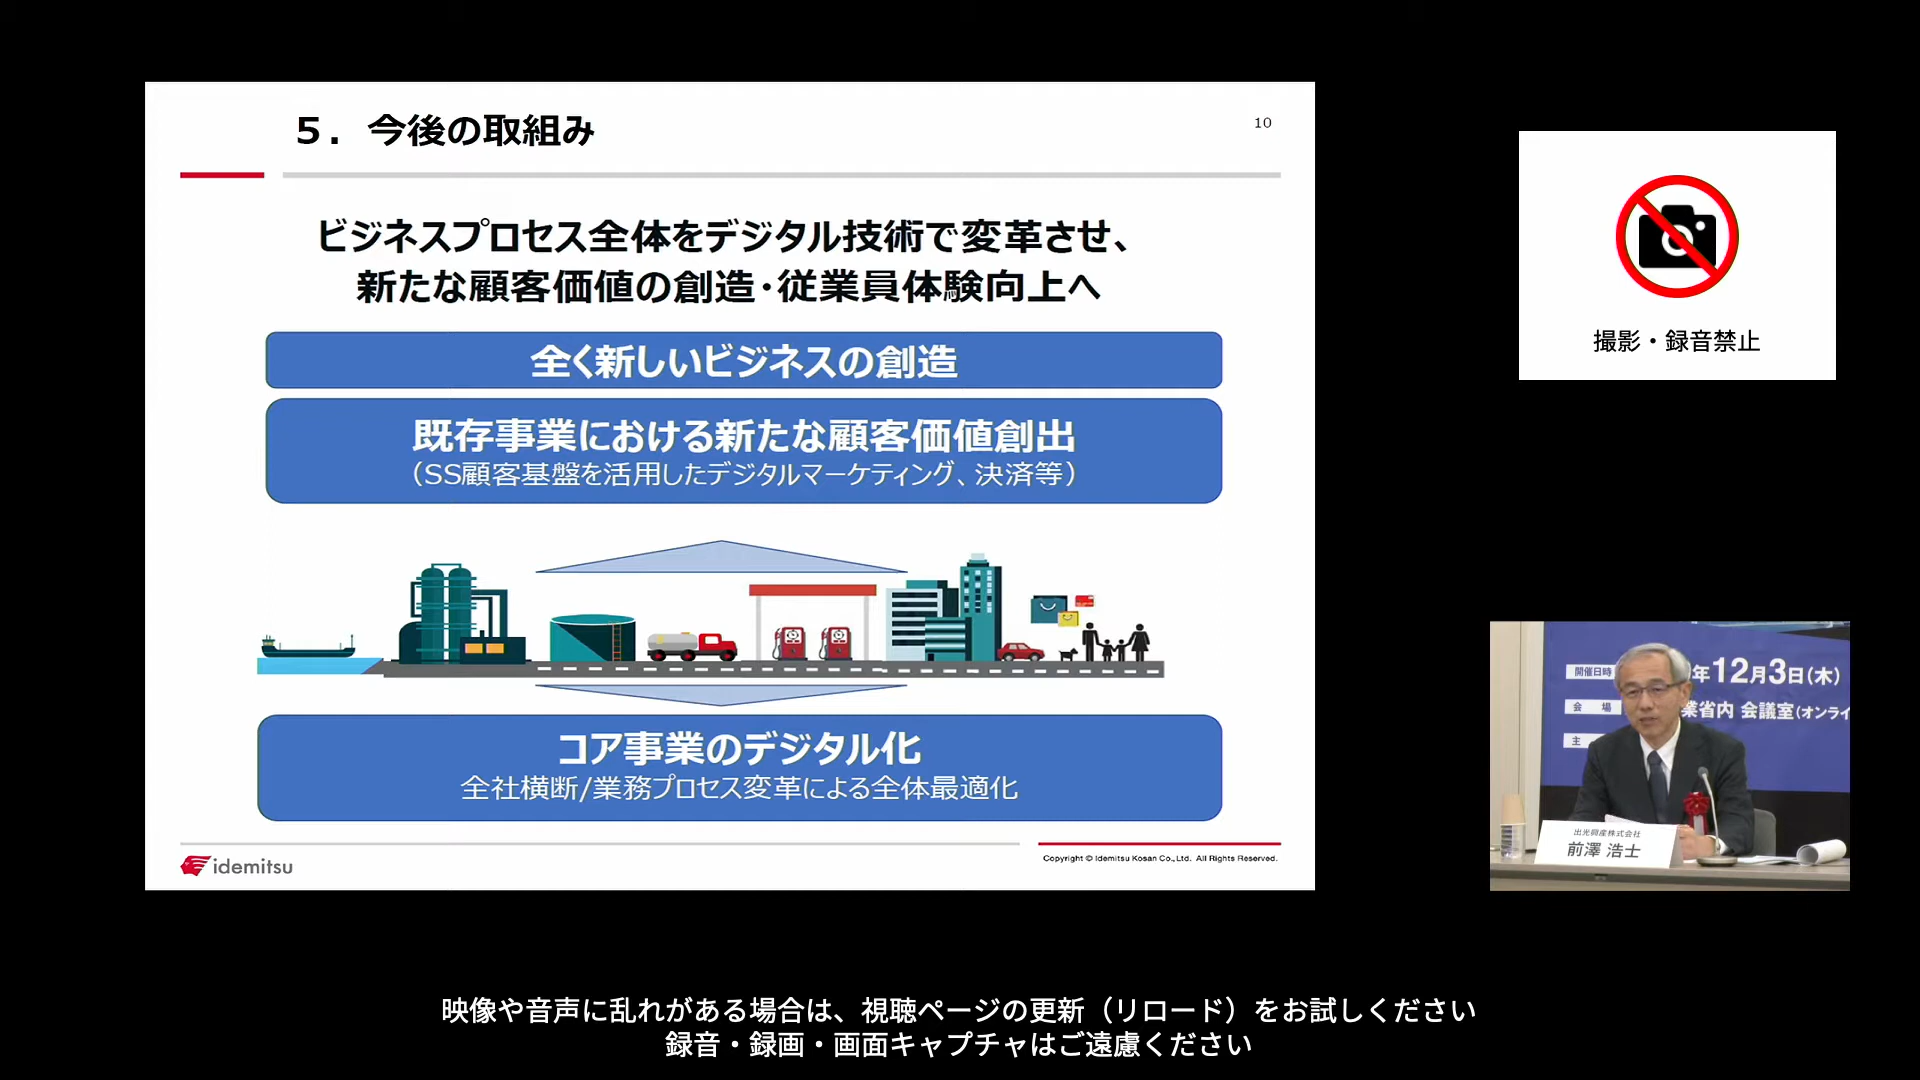 5．今後の取組み
10
ビジネスプロセス全体をデジタル技術で変革させ、
新たな顧客価値の創造・従業員体験向上へ
全く新しいビジネスの創造
既存事業における新たな顧客価値創出
（SS顧客基盤を活用したデジタルマーケティング、決済等）
コア事業のデジタル化
全社横断/業務プロセス変革による全体最適化
idemitsu
Copyright © Idemitsu Kosan Co.,Ltd. All Rights Reserved.
撮影・録音禁止
開催日時
年12月3日（木）
会 場
業省内 会議室（オンライ
主
出光興産株式会社
前澤 浩士
映像や音声に乱れがある場合は、視聴ページの更新（リロード）をお試しください
録音・録画・画面キャプチャはご遠慮ください